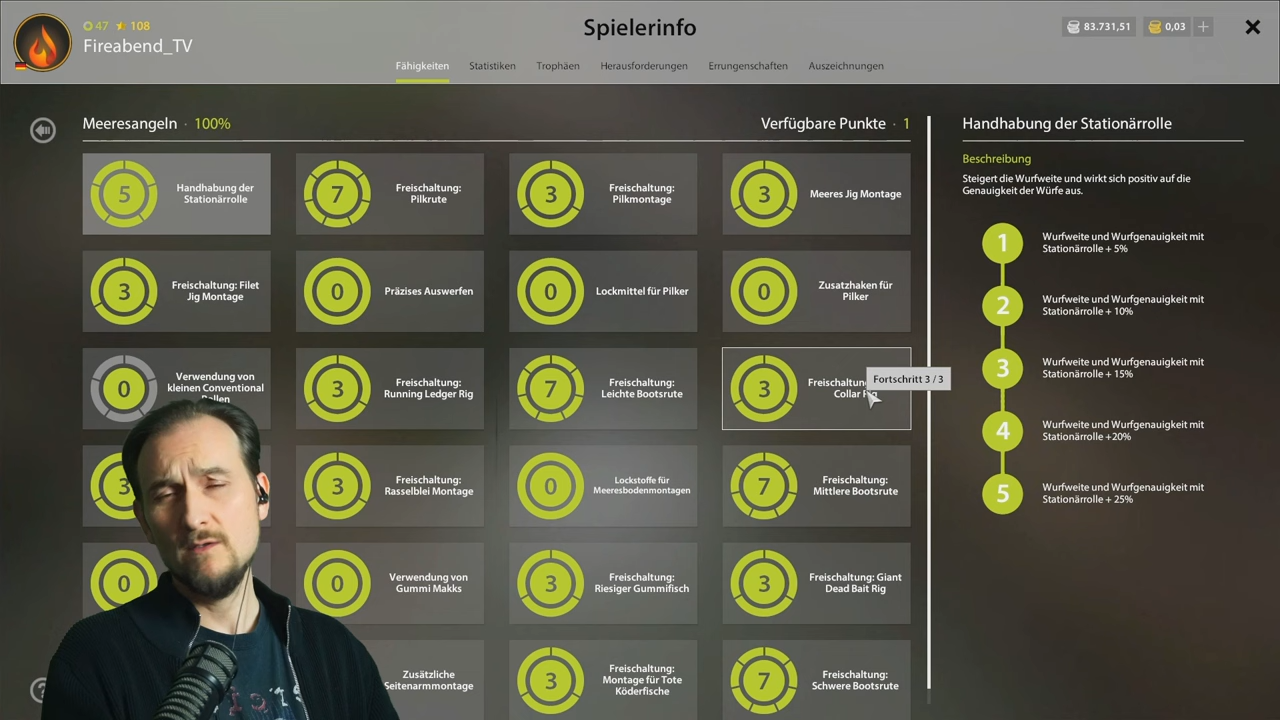 47 108
Fireabend_TV
Spielerinfo
83.731,51
0,03
Fähigkeiten
Statistiken
Trophäen
Herausforderungen
Errungenschaften
Auszeichnungen
Meeresangeln · 100%
Verfügbare Punkte · 1
5
Handhabung der
Stationärrolle
7
Freischaltung:
Pilkrute
3
Freischaltung:
Pilkmontage
3
Meeres Jig Montage
3
Freischaltung: Filet
Jig Montage
0
Präzises Auswerfen
0
Lockmittel für Pilker
0
Zusatzhaken für
Pilker
0
Verwendung von
kleinen Conventional
3
Freischaltung:
Running Ledger Rig
7
Freischaltung:
Leichte Bootsrute
3
Collar
Fortschritt 3 / 3
3
3
Freischaltung:
Rasselblei Montage
0
Lockstoffe für
Meeresbodenmontagen
7
Freischaltung:
Mittlere Bootsrute
0
0
Verwendung von
Gummi Makks
3
Freischaltung:
Riesiger Gummifisch
3
Freischaltung: Giant
Dead Bait Rig
Zusätzliche
Seitenarmmontage
3
Freischaltung:
Montage für Tote
Köderfische
7
Freischaltung:
Schwere Bootsrute
Handhabung der Stationärrolle
Beschreibung
Steigert die Wurfweite und wirkt sich positiv auf die
Genauigkeit der Würfe aus.
1
Wurfweite und Wurfgenauigkeit mit
Stationärrolle + 5%
2
Wurfweite und Wurfgenauigkeit mit
Stationärrolle + 10%
3
Wurfweite und Wurfgenauigkeit mit
Stationärrolle + 15%
4
Wurfweite und Wurfgenauigkeit mit
Stationärrolle +20%
5
Wurfweite und Wurfgenauigkeit mit
Stationärrolle + 25%